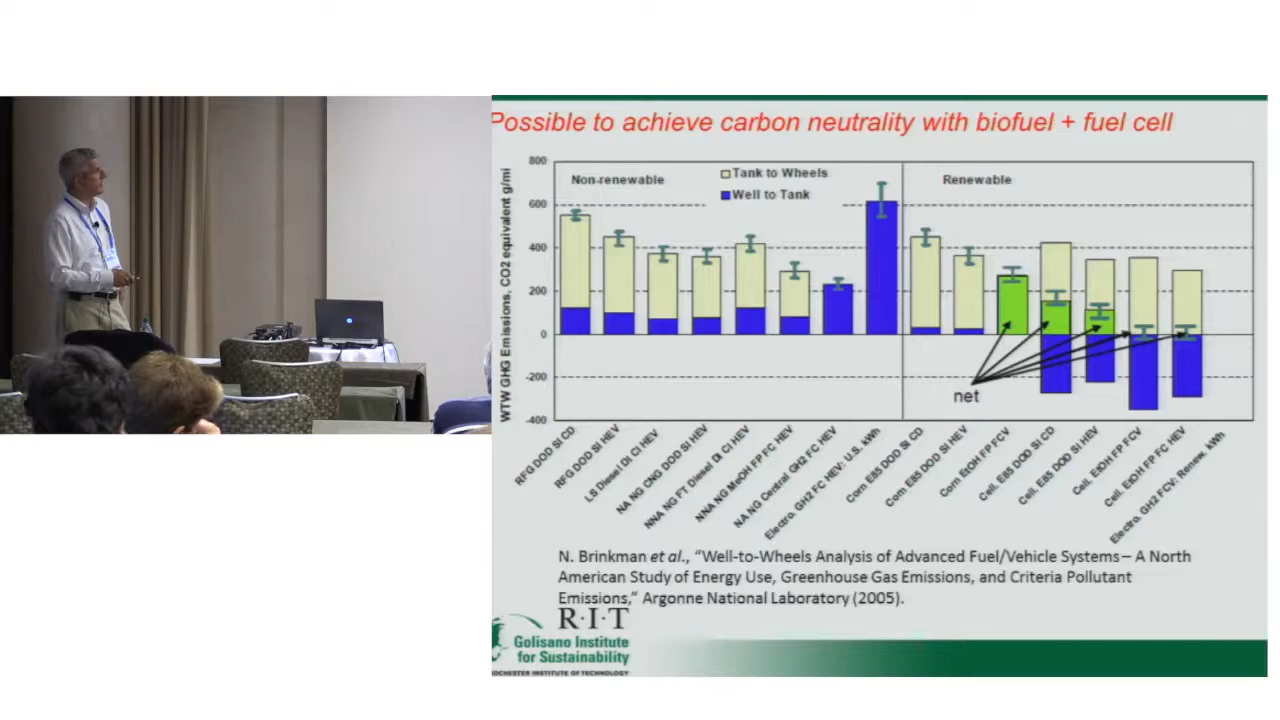 Possible to achieve carbon neutrality with biofuel + fuel cell
WTW GHG Emissions, CO2 equivalent g/mi
800
600
400
200
0
-200
-400
Non-renewable
Tank to Wheels
Well to Tank
Renewable
net
RFG DOD SI CD
RFG DOD SI HEV
LS Diesel DI CI HEV
NA NG CNG DOD SI HEV
NNA NG FT Diesel DI CI HEV
NNA NG MeOH FP FC HEV
NA NG Central GH2 FC HEV
Electro. GH2 FC HEV: U.S. kWh
Corn E85 DOD SI CD
Corn E85 DOD SI HEV
Corn EtOH FP FCV
Cell. E85 DOD SI CD
Cell. E85 DOD SI HEV
Cell. EtOH FP FCV
Cell. EtOH FP FC HEV
Electro. GH2 FCV: Renew. kWh
N. Brinkman et al., "Well-to-Wheels Analysis of Advanced Fuel/Vehicle Systems – A North
American Study of Energy Use, Greenhouse Gas Emissions, and Criteria Pollutant
Emissions," Argonne National Laboratory (2005).
R·I·T
Golisano Institute
for Sustainability
ROCHESTER INSTITUTE OF TECHNOLOGY